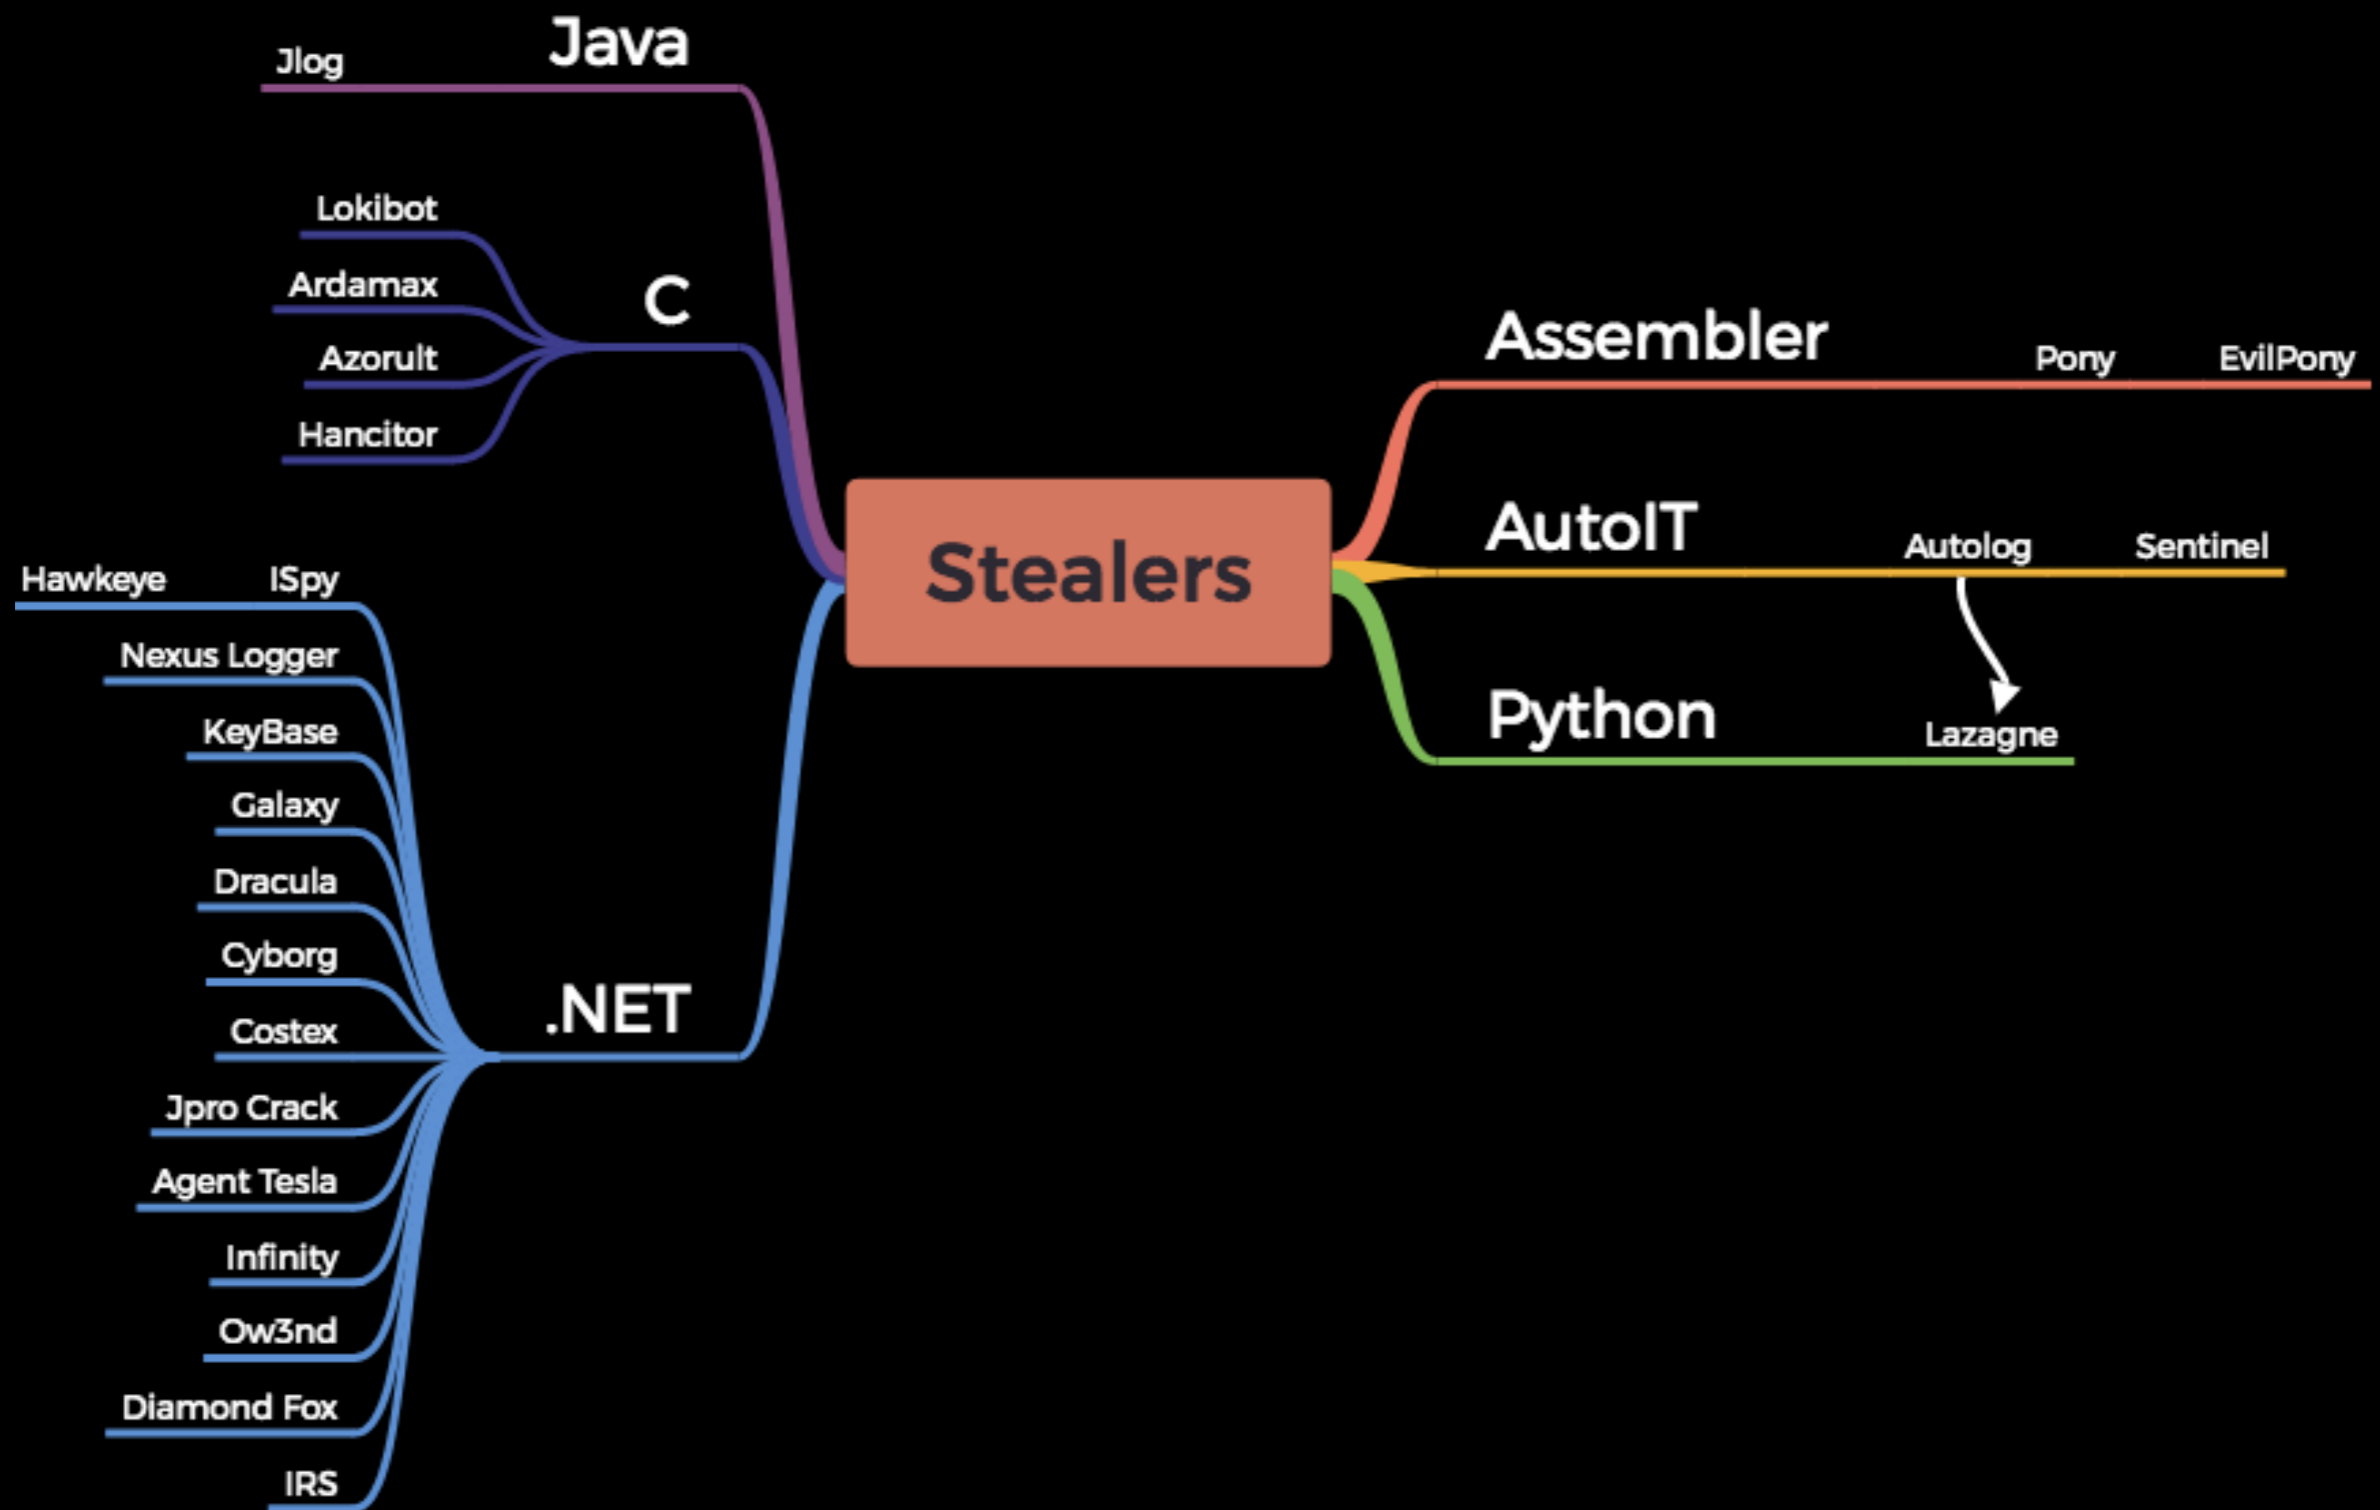 Java
Jlog
C
Lokibot
Ardamax
Azorult
Hancitor
.NET
ISpy
Hawkeye
Nexus Logger
KeyBase
Galaxy
Dracula
Cyborg
Costex
Jpro Crack
Agent Tesla
Infinity
Ow3nd
Diamond Fox
IRS
Stealers
Assembler
Pony
EvilPony
AutoIT
Autolog
Sentinel
Python
Lazagne